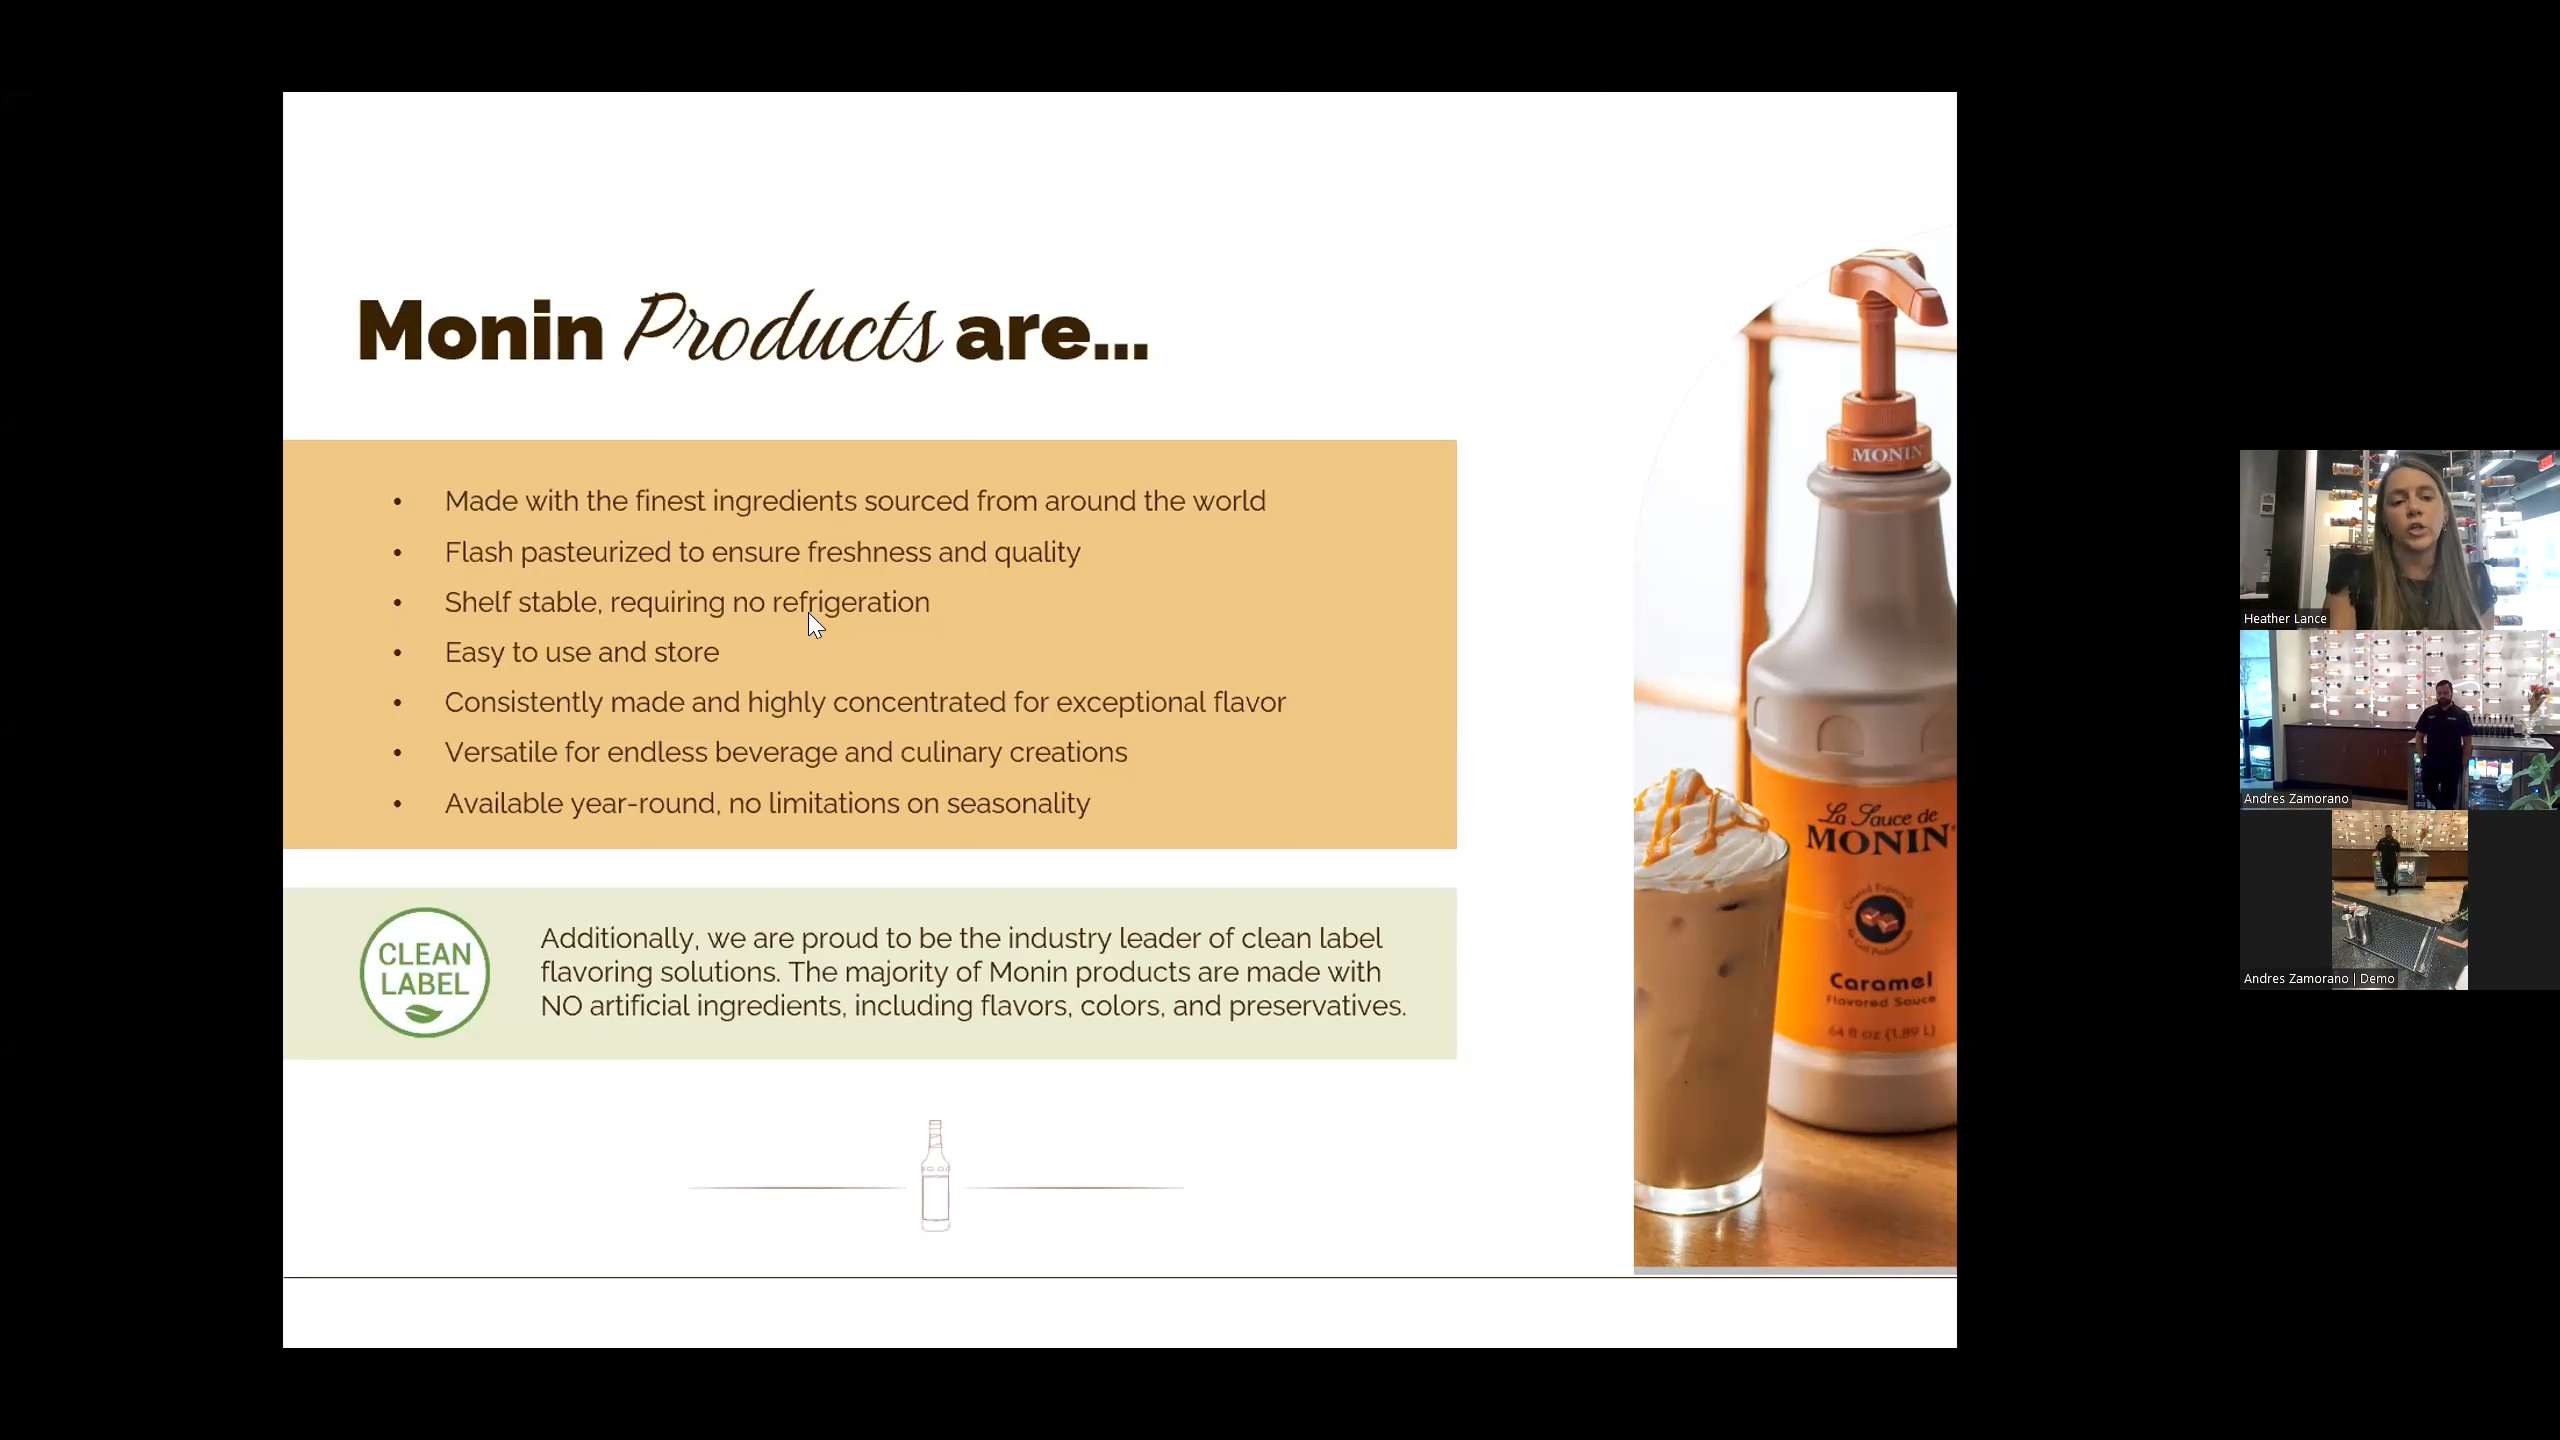 Monin Products are...
• Made with the finest ingredients sourced from around the world
• Flash pasteurized to ensure freshness and quality
• Shelf stable, requiring no refrigeration
• Easy to use and store
• Consistently made and highly concentrated for exceptional flavor
• Versatile for endless beverage and culinary creations
• Available year-round, no limitations on seasonality
CLEAN
LABEL
Additionally, we are proud to be the industry leader of clean label
flavoring solutions. The majority of Monin products are made with
NO artificial ingredients, including flavors, colors, and preservatives.
MONIN
La Sauce de
MONIN
Caramel
Flavored Sauce
64 fl oz (1.89 L)
Heather Lance
Andres Zamorano
Andres Zamorano | Demo